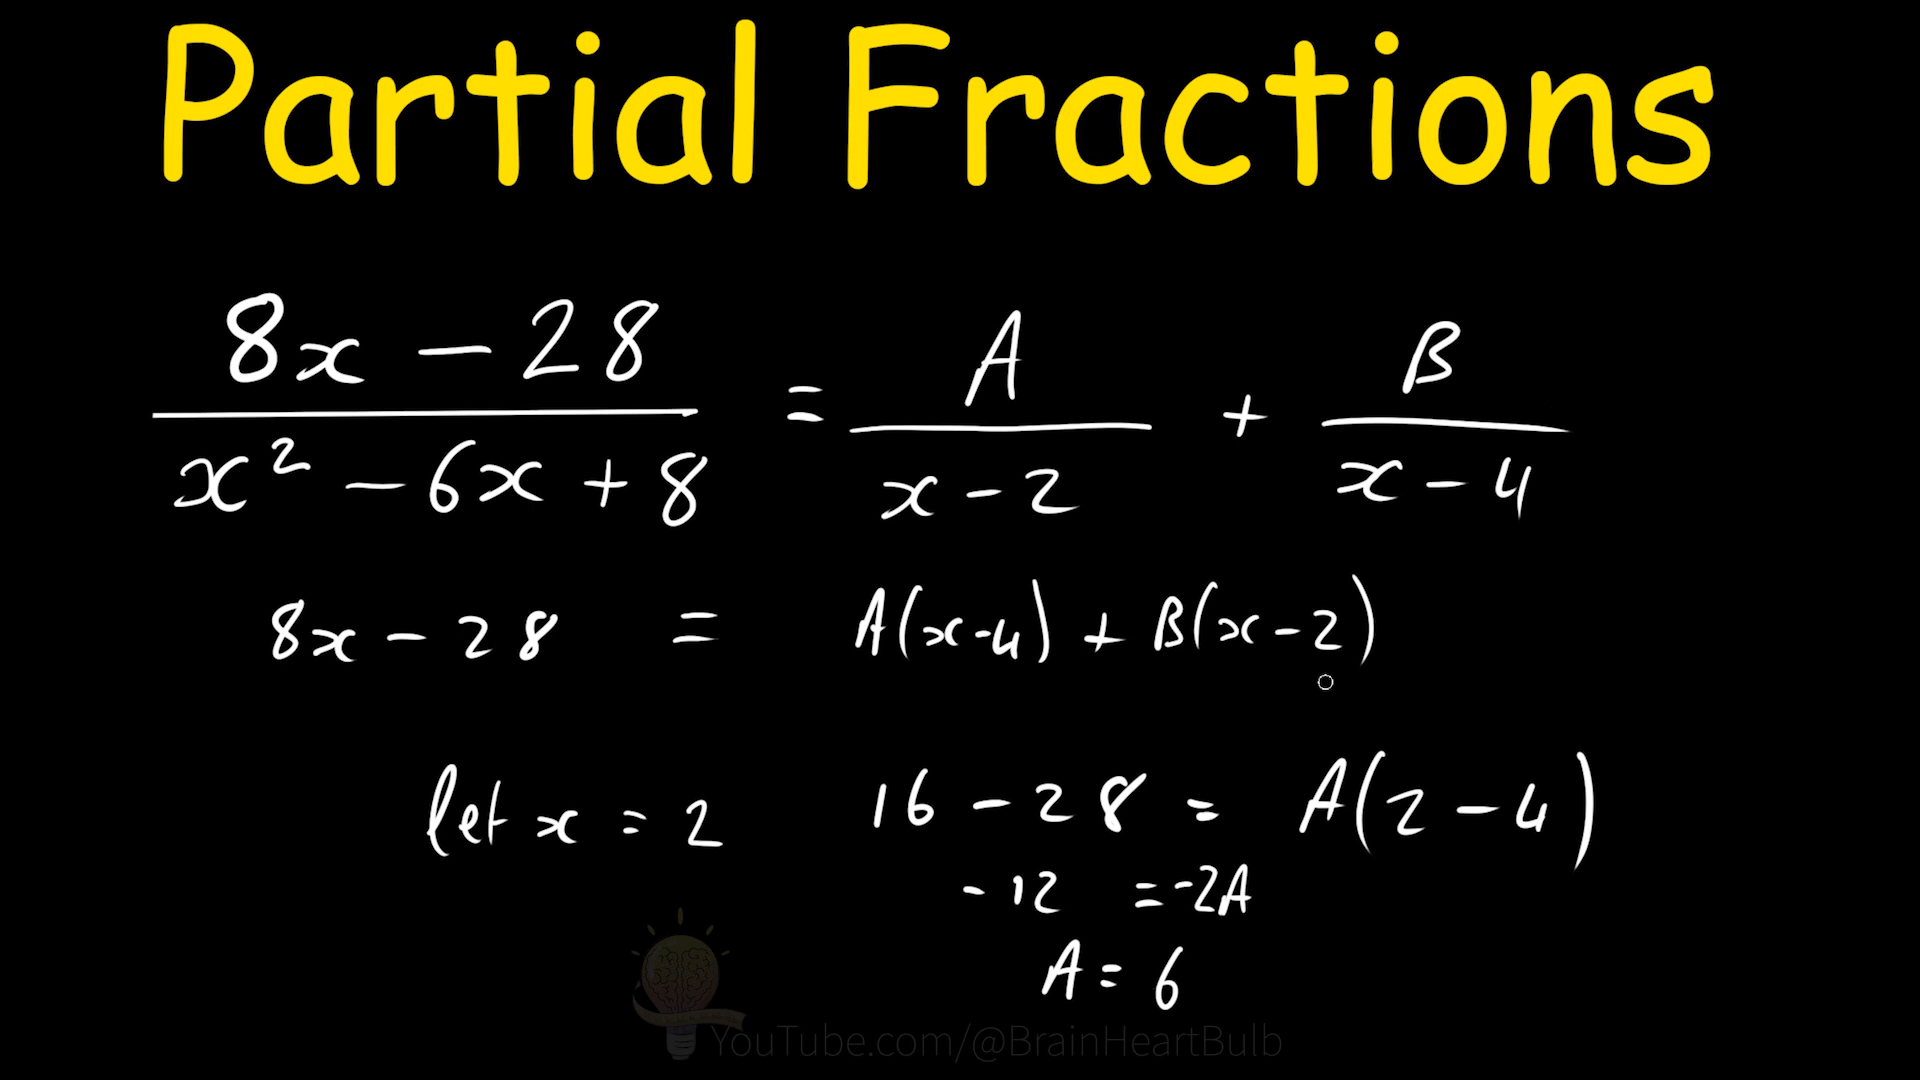 Partial Fractions
8x - 28 / x² - 6x + 8 = A / x - 2 + B / x - 4
8x - 28 = A(x-4) + B(x-2)
let x = 2 16 - 28 = A(2 - 4)
-12 = -2A
A = 6
YouTube.com/@BrainHeartBulb